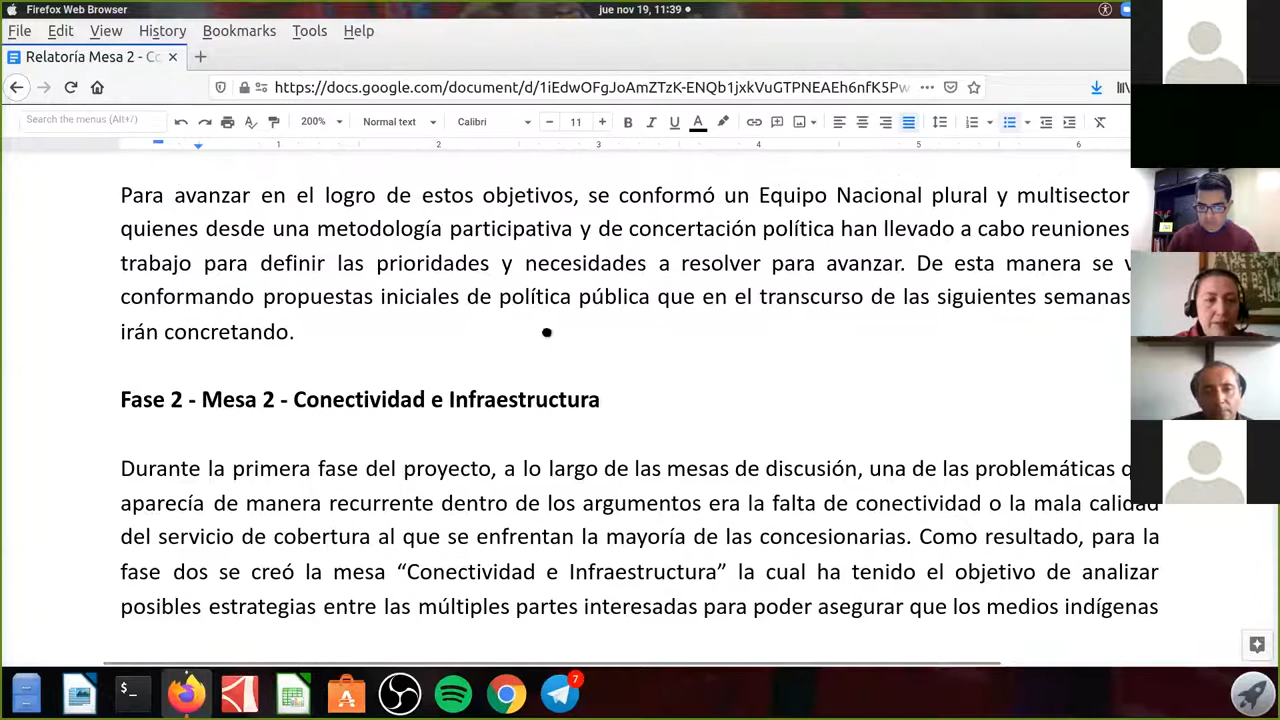 Firefox Web Browser
jue nov 19, 11:39
File Edit View History Bookmarks Tools Help
Relatoría Mesa 2 - Co
https://docs.google.com/document/d/1iEdwOFgJoAmZTzK-ENQb1jxkVuGTPNEAEh6nfK5Pw
Search the menus (Alt+/)
200% Normal text Calibri 11
1 2 3 4 5 6
Para avanzar en el logro de estos objetivos, se conformó un Equipo Nacional plural y multisector
quienes desde una metodología participativa y de concertación política han llevado a cabo reuniones
trabajo para definir las prioridades y necesidades a resolver para avanzar. De esta manera se v
conformando propuestas iniciales de política pública que en el transcurso de las siguientes semanas
irán concretando.
Fase 2 - Mesa 2 - Conectividad e Infraestructura
Durante la primera fase del proyecto, a lo largo de las mesas de discusión, una de las problemáticas q
aparecía de manera recurrente dentro de los argumentos era la falta de conectividad o la mala calidad
del servicio de cobertura al que se enfrentan la mayoría de las concesionarias. Como resultado, para la
fase dos se creó la mesa “Conectividad e Infraestructura” la cual ha tenido el objetivo de analizar
posibles estrategias entre las múltiples partes interesadas para poder asegurar que los medios indígenas
7